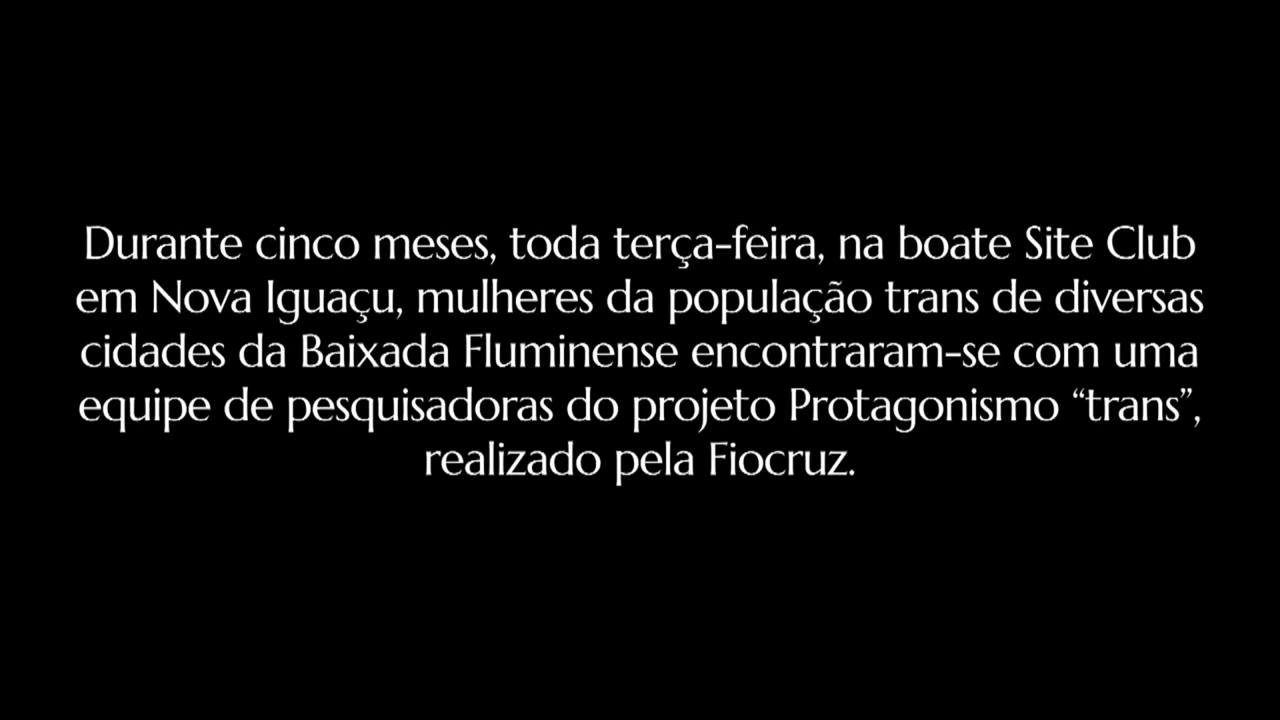 Durante cinco meses, toda terça-feira, na boate Site Club
em Nova Iguaçu, mulheres da população trans de diversas
cidades da Baixada Fluminense encontraram-se com uma
equipe de pesquisadoras do projeto Protagonismo “trans”,
realizado pela Fiocruz.